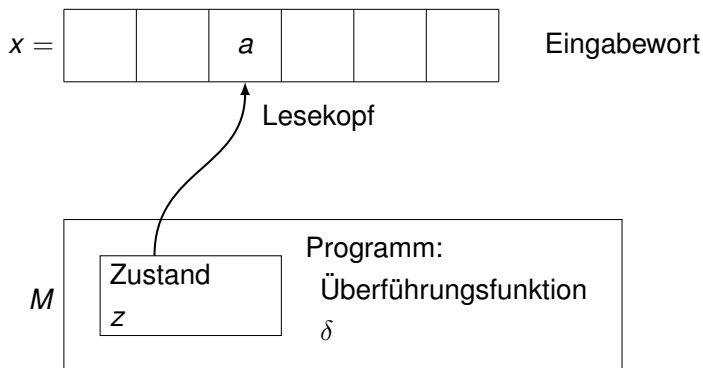 x =
a
Eingabewort
Lesekopf
M
Zustand
z
Programm:
Überführungsfunktion
δ